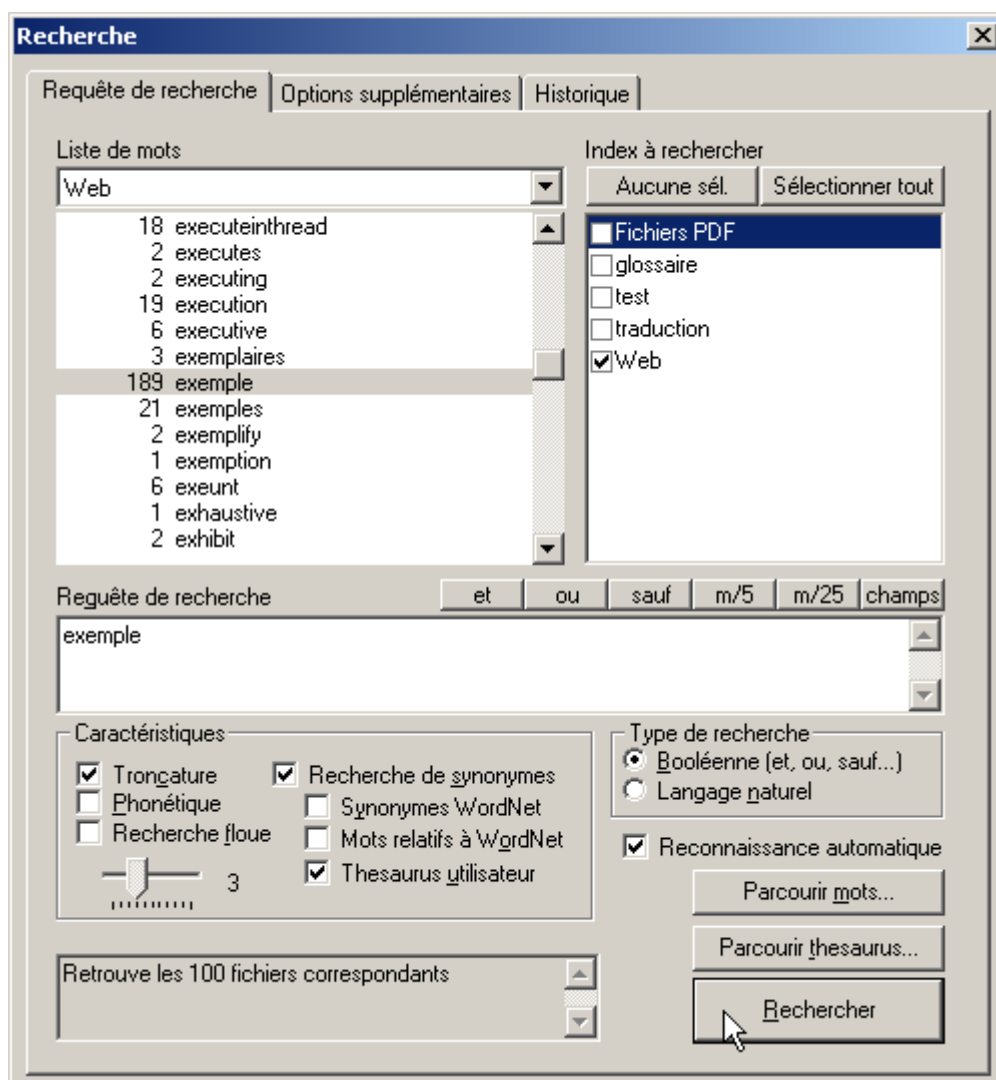 Recherche
Requête de recherche Options supplémentaires Historique
Liste de mots
Web
18 executeinthread
2 executes
2 executing
19 execution
6 executive
3 exemplaires
189 exemple
21 exemples
2 exemplify
1 exemption
6 exeunt
1 exhaustive
2 exhibit
Index à rechercher
Aucune sél. Sélectionner tout
Fichiers PDF
glossaire
test
traduction
Web
Reguête de recherche et ou sauf m/5 m/25 champs
exemple
Caractéristiques
Troncature
Phonétique
Recherche floue
3
Recherche de synonymes
Synonymes WordNet
Mots relatifs à WordNet
Thesaurus utilisateur
Type de recherche
Booléenne (et, ou, sauf...)
Langage naturel
Reconnaissance automatique
Parcourir mots...
Parcourir thesaurus...
Retrouve les 100 fichiers correspondants
Rechercher